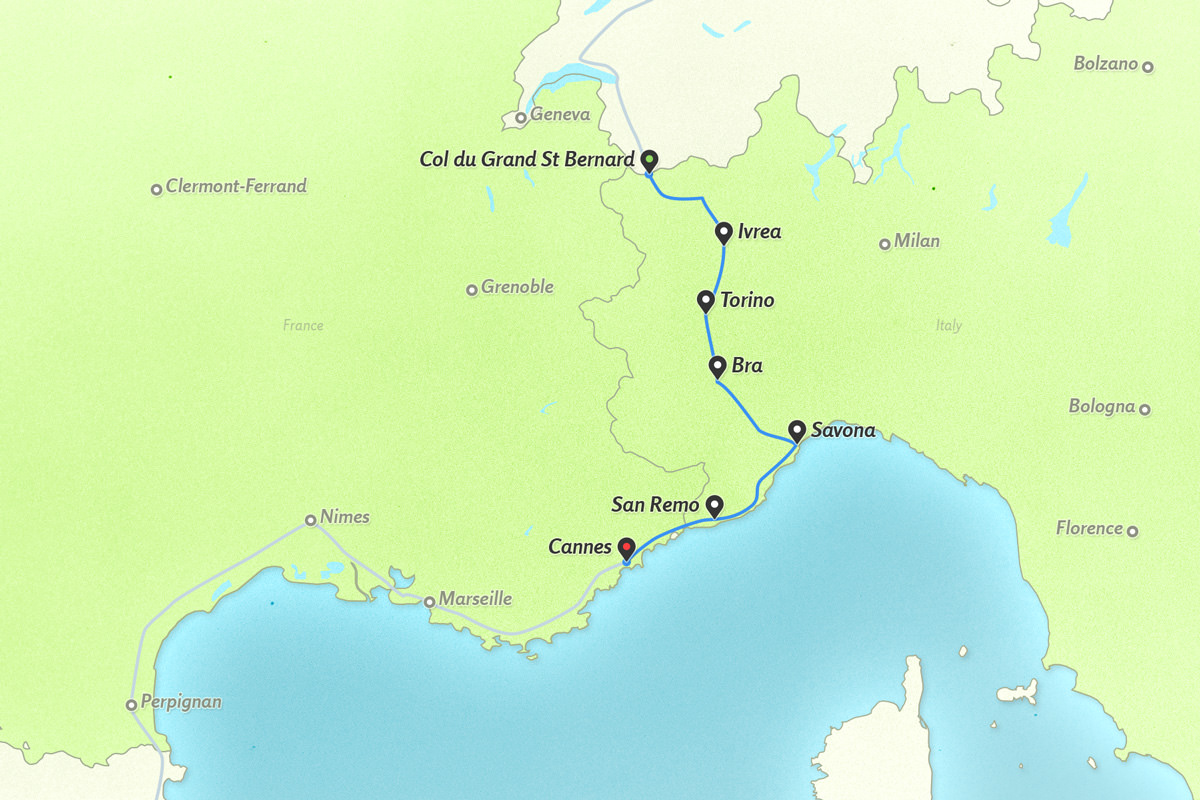 Bolzano
Geneva
Col du Grand St Bernard
Clermont-Ferrand
Ivrea
Milan
Grenoble
Torino
France
Italy
Bra
Bologna
Savona
San Remo
Nimes
Florence
Cannes
Marseille
Perpignan